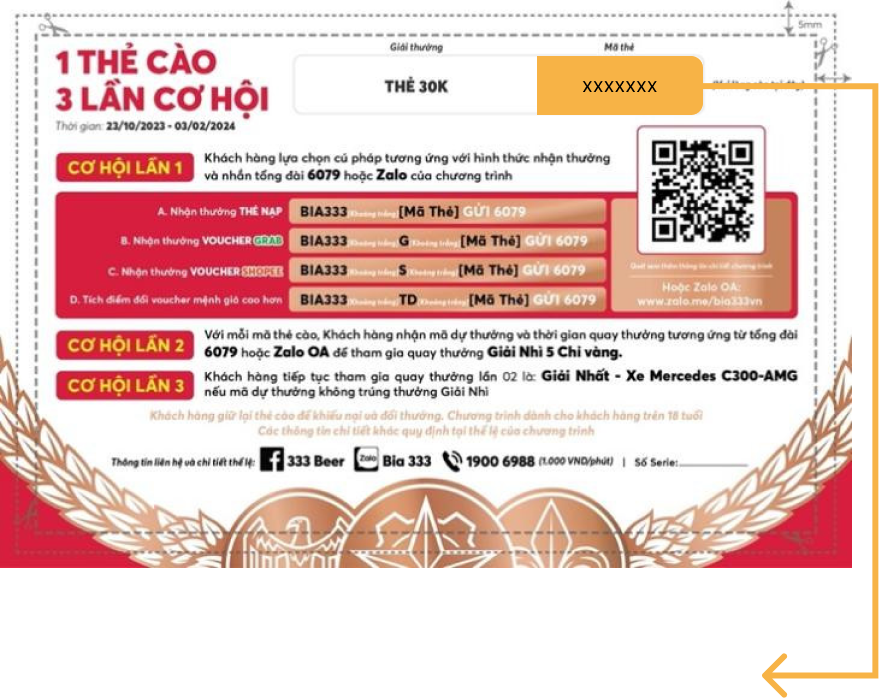 5mm
Giải thưởng
Mã thẻ
1 THẺ CÀO
3 LẦN CƠ HỘI
THẺ 30K
XXXXXXX
Thời gian: 23/10/2023 - 03/02/2024
CƠ HỘI LẦN 1
Khách hàng lựa chọn cú pháp tương ứng với hình thức nhận thưởng
và nhắn tổng đài 6079 hoặc Zalo của chương trình
A. Nhận thưởng THẺ NẠP
BIA333 (Khoảng trắng) [Mã Thẻ] GỬI 6079
B. Nhận thưởng VOUCHER GRAB
BIA333 (Khoảng trắng) G (Khoảng trắng) [Mã Thẻ] GỬI 6079
C. Nhận thưởng VOUCHER SHOPEE
BIA333 (Khoảng trắng) S (Khoảng trắng) [Mã Thẻ] GỬI 6079
D. Tích điểm đổi voucher mệnh giá cao hơn
BIA333 (Khoảng trắng) TD (Khoảng trắng) [Mã Thẻ] GỬI 6079
Quét xem thêm thông tin chi tiết chương trình
Hoặc Zalo OA:
www.zalo.me/bia333vn
CƠ HỘI LẦN 2
Với mỗi mã thẻ cào, Khách hàng nhận mã dự thưởng và thời gian quay thưởng tương ứng từ tổng đài
6079 hoặc Zalo OA để tham gia quay thưởng Giải Nhì 5 Chỉ vàng.
CƠ HỘI LẦN 3
Khách hàng tiếp tục tham gia quay thưởng lần 02 là: Giải Nhất - Xe Mercedes C300-AMG
nếu mã dự thưởng không trúng thưởng Giải Nhì
Khách hàng giữ lại thẻ cào để khiếu nại và đổi thưởng. Chương trình dành cho khách hàng trên 18 tuổi
Các thông tin chi tiết khác quy định tại thể lệ của chương trình
Thông tin liên hệ và chi tiết thể lệ: 333 Beer Zalo Bia 333 1900 6988 (1.000 VND/phút) | Số Serie: